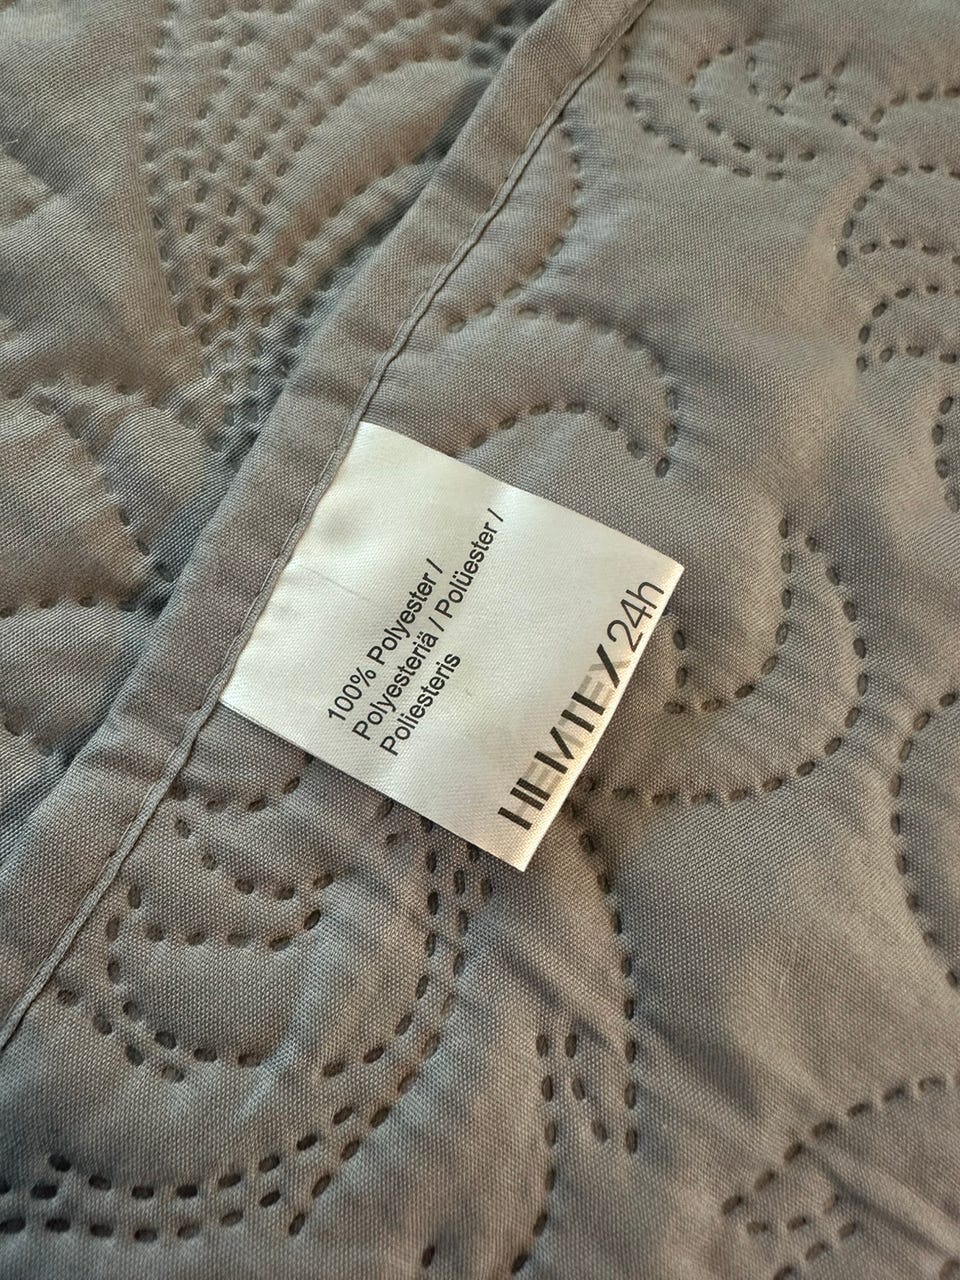 100% Polyester /
Polyesteriä / Polüester /
Poliesteris
HEMTEX 24h